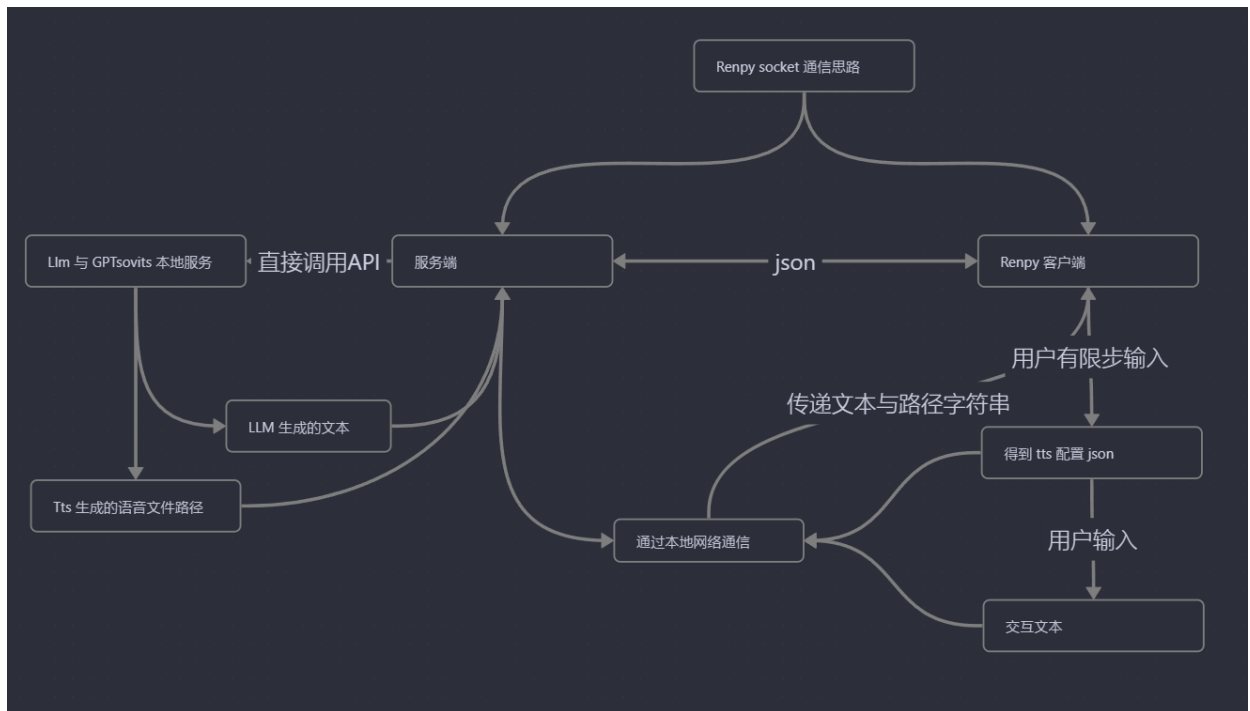 Renpy socket 通信思路
Llm 与 GPTsovits 本地服务
直接调用API
服务端
json
Renpy 客户端
用户有限步输入
传递文本与路径字符串
LLM 生成的文本
得到 tts 配置 json
Tts 生成的语音文件路径
通过本地网络通信
用户输入
交互文本